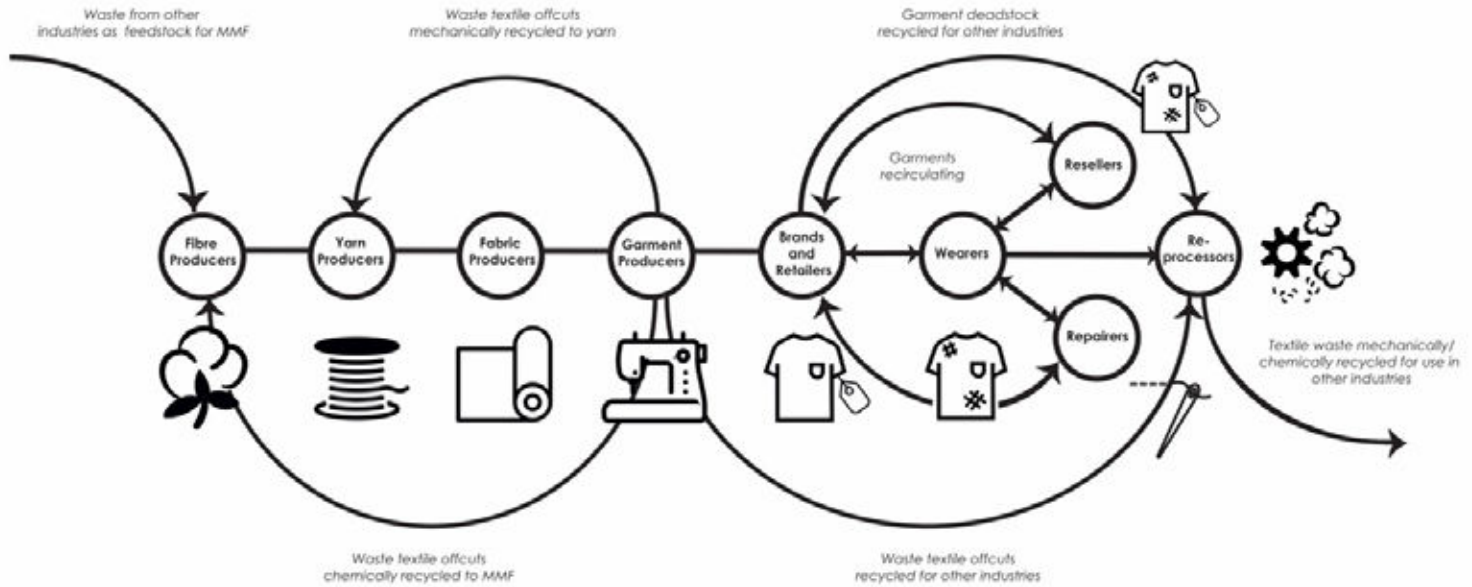 Waste from other
industries as feedstock for MMF
Waste textile offcuts
mechanically recycled to yarn
Garment deadstock
recycled for other industries
Garments
recirculating
Resellers
Fibre
Producers
Yarn
Producers
Fabric
Producers
Garment
Producers
Brands
and
Retailers
Wearers
Re-
processors
Repairers
Textile waste mechanically/
chemically recycled for use in
other industries
Waste textile offcuts
chemically recycled to MMF
Waste textile offcuts
recycled for other industries